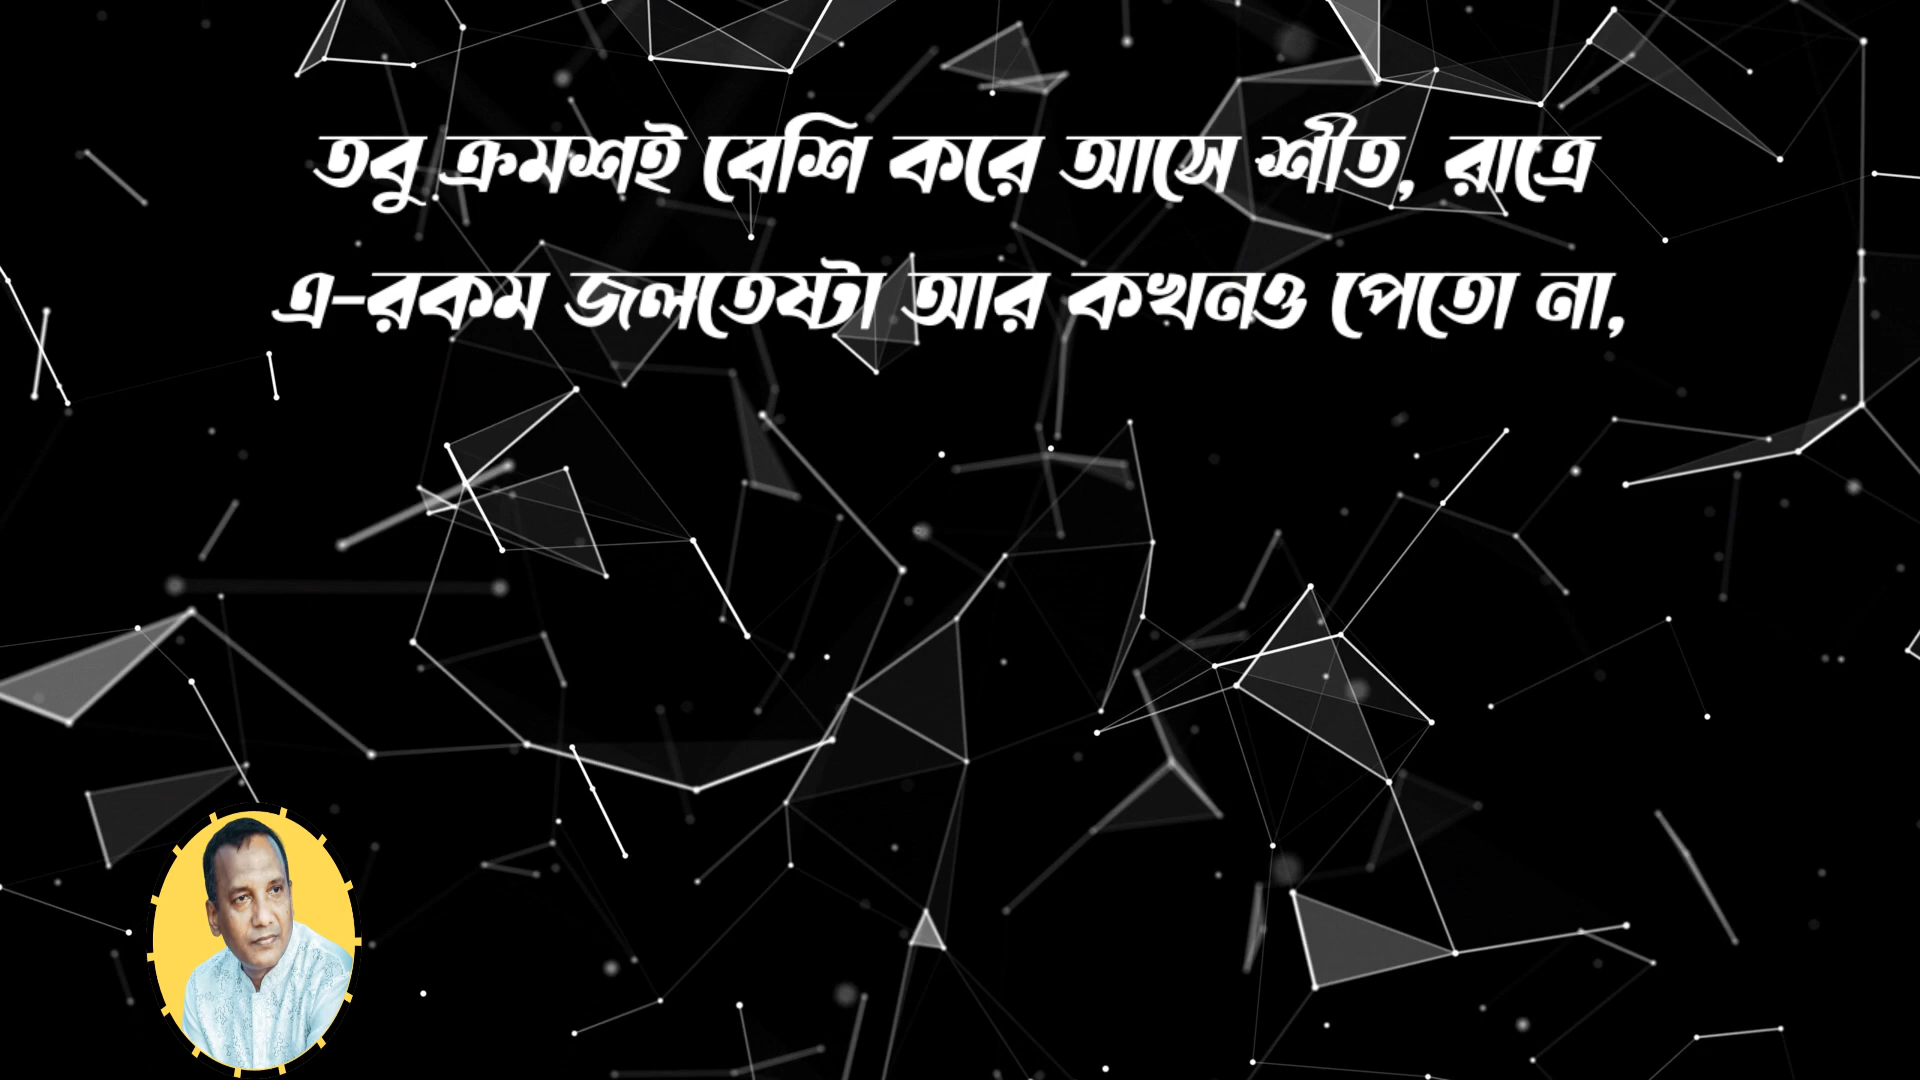 তবু ক্রমশই বেশি করে আসে শীত, রাত্রে
এ-রকম জলতেষ্টা আর কখনও পেতো না,